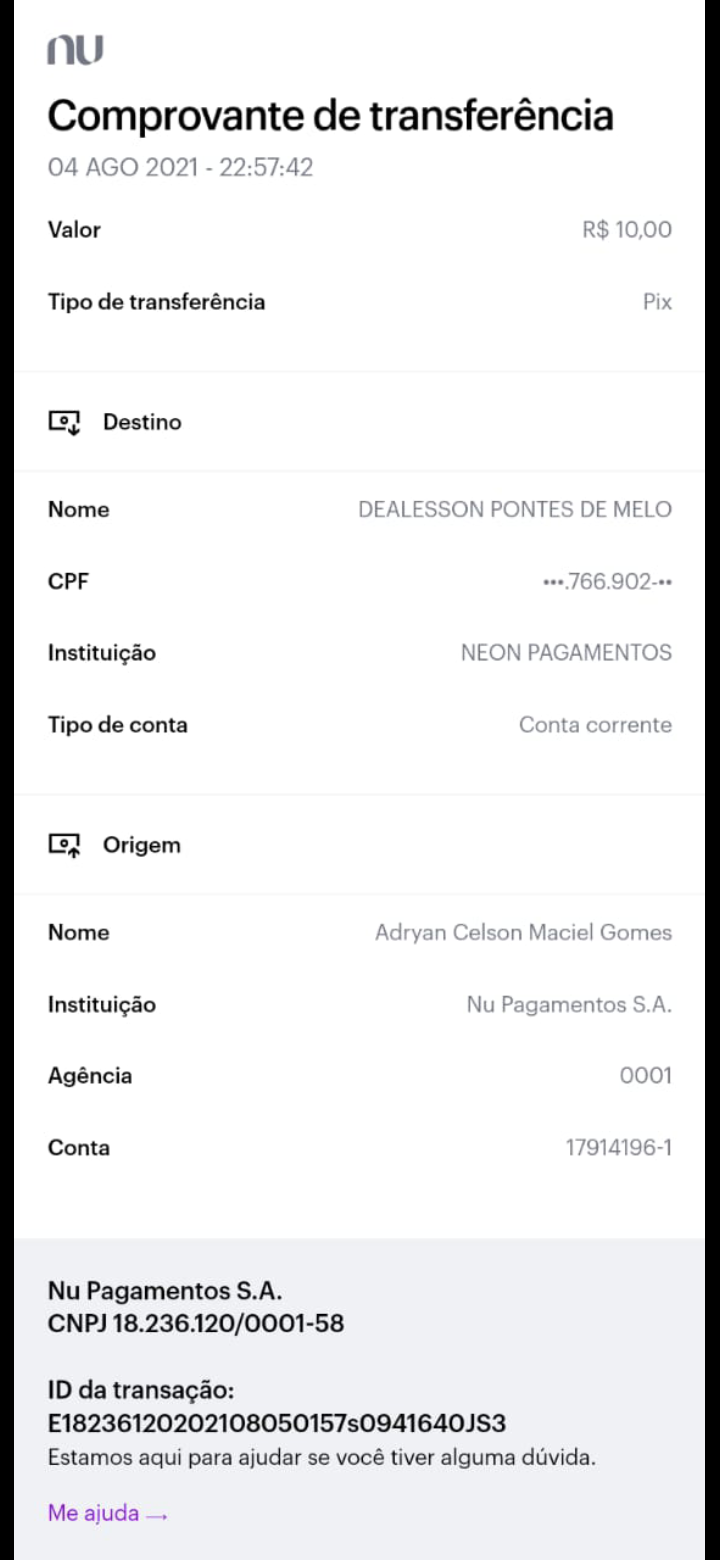 nu
Comprovante de transferência
04 AGO 2021 - 22:57:42
Valor R$ 10,00
Tipo de transferência Pix
Destino
Nome DEALESSON PONTES DE MELO
CPF •••.766.902-••
Instituição NEON PAGAMENTOS
Tipo de conta Conta corrente
Origem
Nome Adryan Celson Maciel Gomes
Instituição Nu Pagamentos S.A.
Agência 0001
Conta 17914196-1
Nu Pagamentos S.A.
CNPJ 18.236.120/0001-58
ID da transação:
E18236120202108050157s0941640JS3
Estamos aqui para ajudar se você tiver alguma dúvida.
Me ajuda →